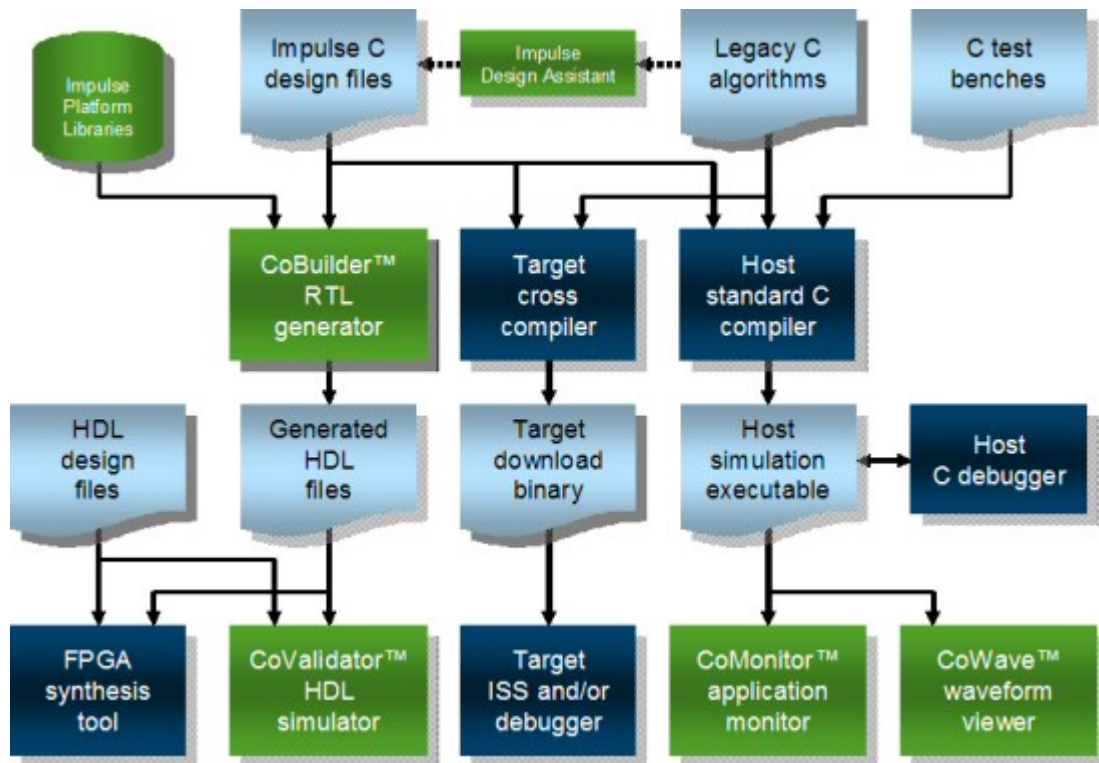 Impulse
Platform
Libraries
Impulse C
design files
Impulse
Design Assistant
Legacy C
algorithms
C test
benches
CoBuilder™
RTL
generator
Target
cross
compiler
Host
standard C
compiler
HDL
design
files
Generated
HDL
files
Target
download
binary
Host
simulation
executable
Host
C debugger
FPGA
synthesis
tool
CoValidator™
HDL
simulator
Target
ISS and/or
debugger
CoMonitor™
application
monitor
CoWave™
waveform
viewer